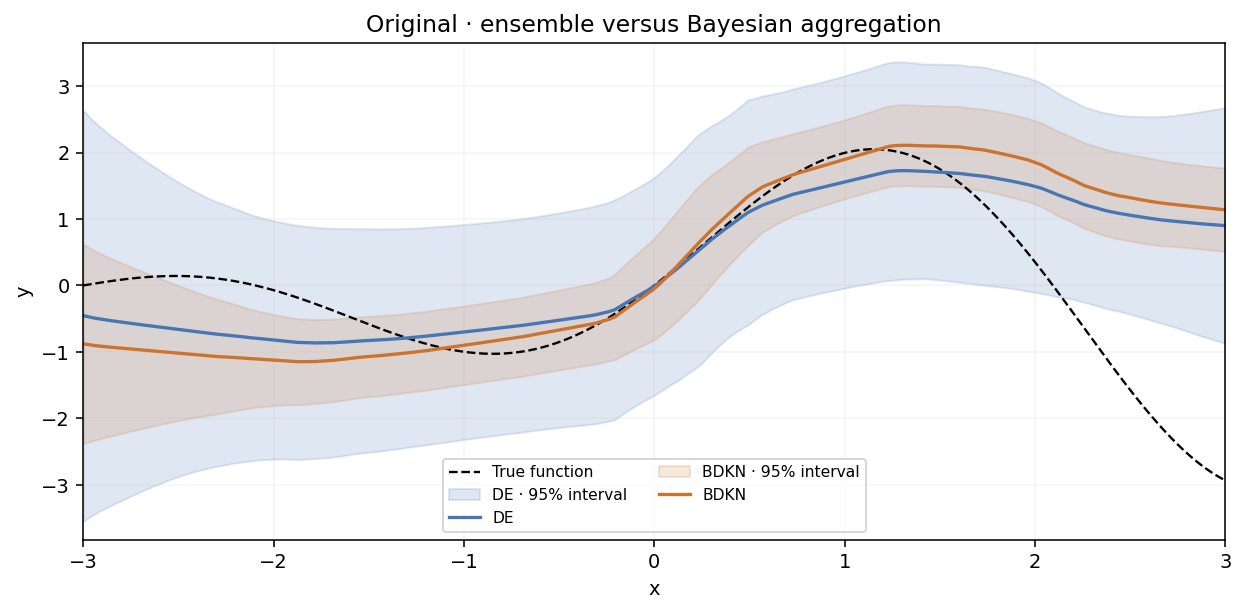 Original · ensemble versus Bayesian aggregation
y
3
2
1
0
−1
−2
−3
True function
DE · 95% interval
DE
BDKN · 95% interval
BDKN
−3 −2 −1 0 1 2 3
x